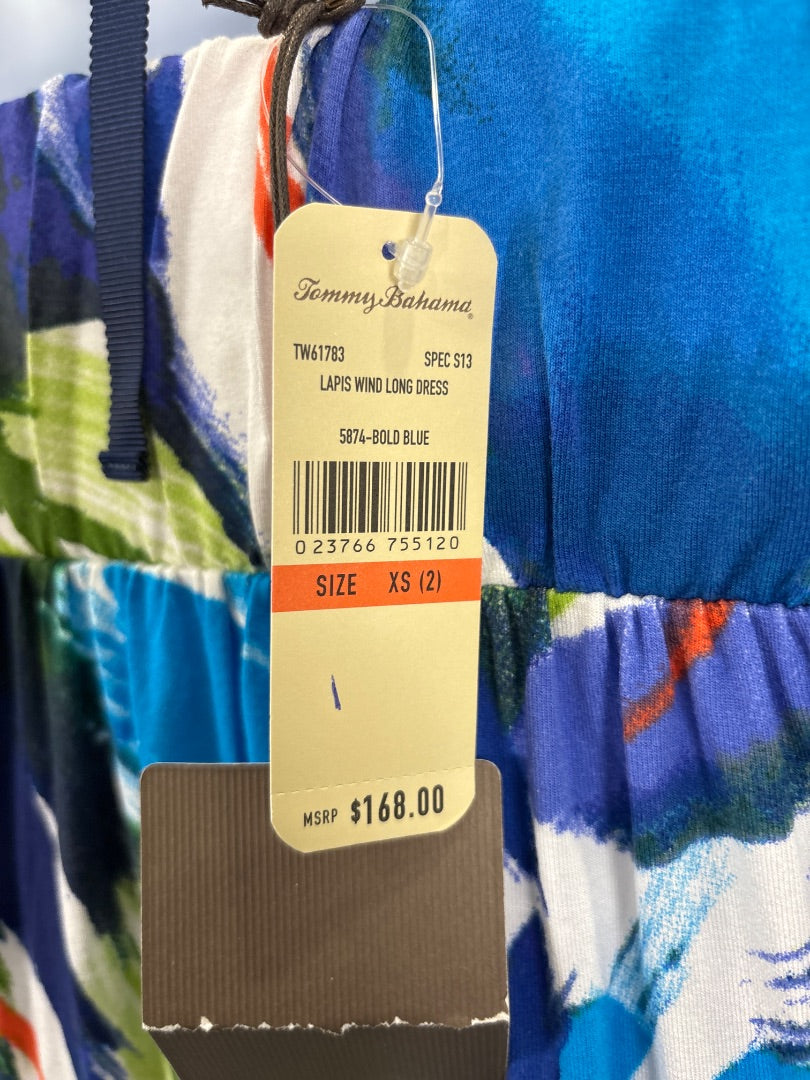 Tommy Bahama®
TW61783 SPEC S13
LAPIS WIND LONG DRESS
5874-BOLD BLUE
0 23766 755120
SIZE XS (2)
MSRP $168.00